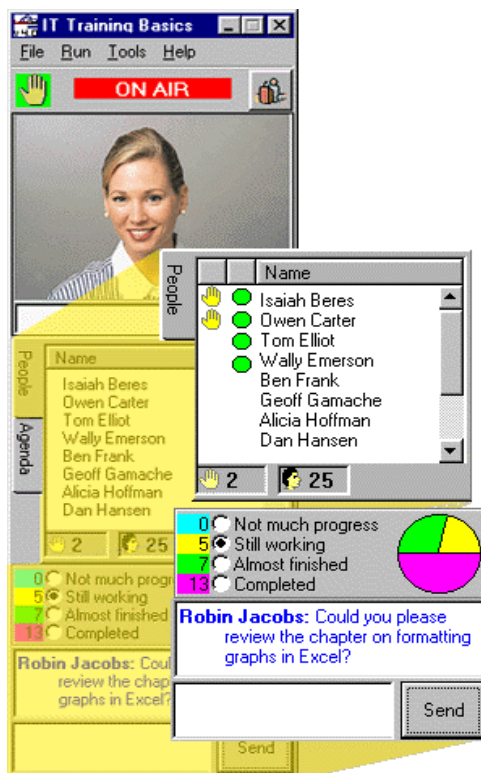 IT Training Basics
File Run Tools Help
ON AIR
People
Name
Isaiah Beres
Owen Carter
Tom Elliot
Wally Emerson
Ben Frank
Geoff Gamache
Alicia Hoffman
Dan Hansen
2 25
0 Not much progress
5 Still working
7 Almost finished
13 Completed
Robin Jacobs: Could you please
review the chapter on formatting
graphs in Excel?
Send
People
Agenda
Name
Isaiah Beres
Owen Carter
Tom Elliot
Wally Emerson
Ben Frank
Geoff Gamache
Alicia Hoffman
Dan Hansen
2 25
0 Not much progr
5 Still working
7 Almost finished
13 Completed
Robin Jacobs: Coul
review the chap
graphs in Excel?
Send